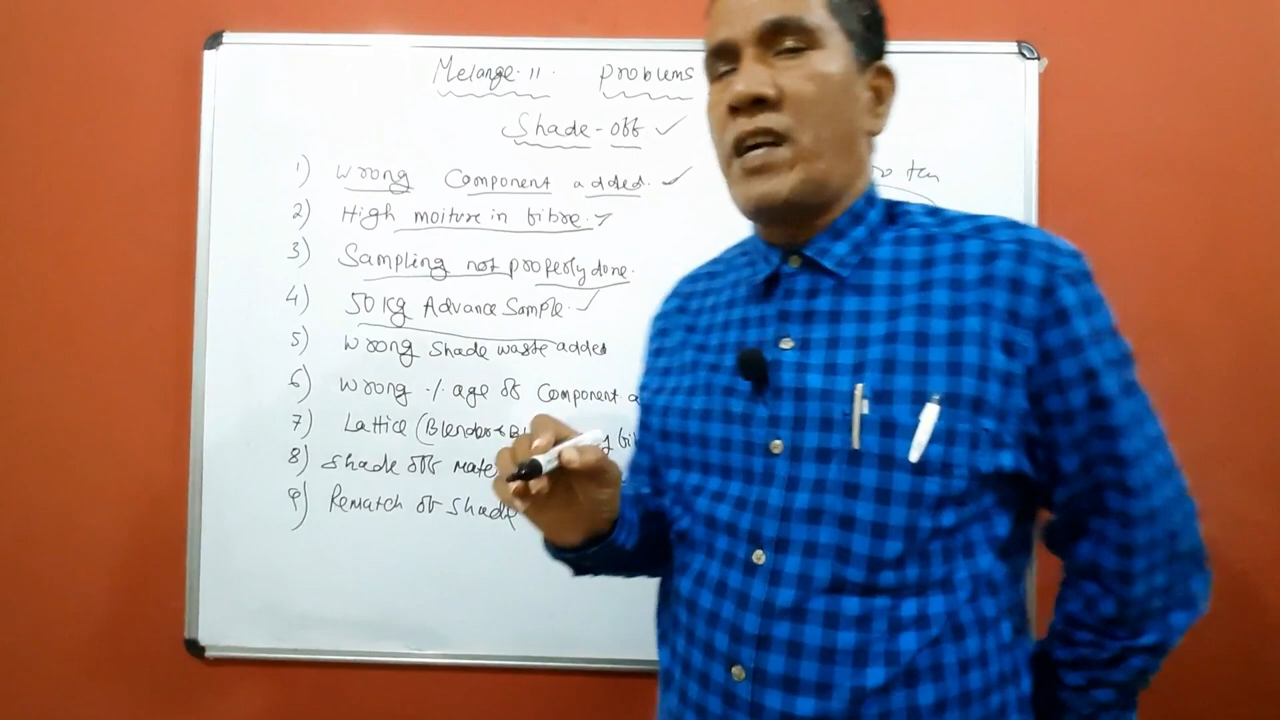 Melange. 11. Problems
Shade - off ✓
1) Wrong Component added. ✓
2) High moiture in fibre.
3) Sampling not properly done.
4) 50 Kg Advance Sample. ✓
5) Wrong Shade waste added
6) Wrong %age of Component a
7) Lattice (Blender
8) Shade off mate
9) Rematch of Shade